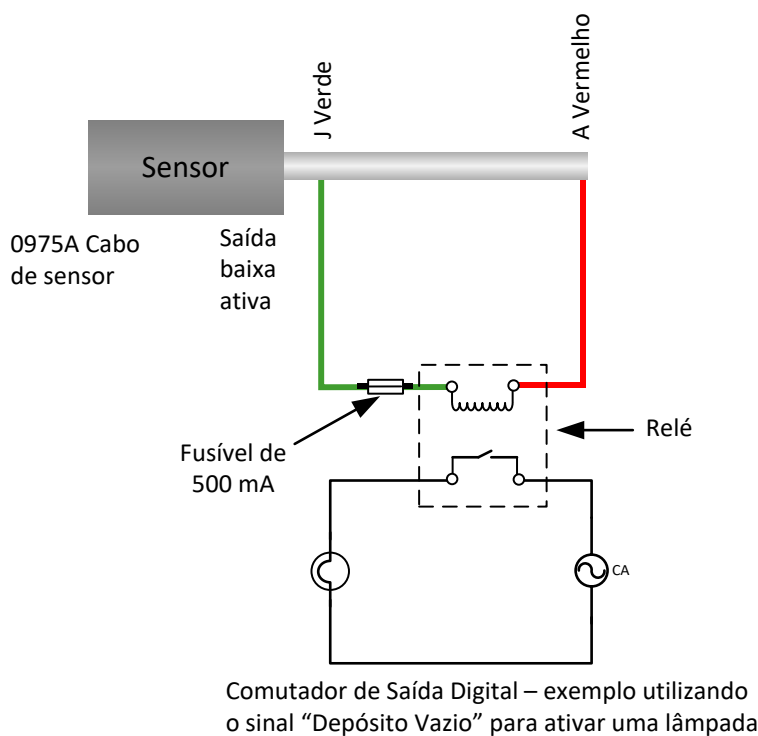 J Verde
A Vermelho
Sensor
0975A Cabo
de sensor
Saída
baixa
ativa
Fusível de
500 mA
Relé
CA
Comutador de Saída Digital – exemplo utilizando
o sinal “Depósito Vazio” para ativar uma lâmpada